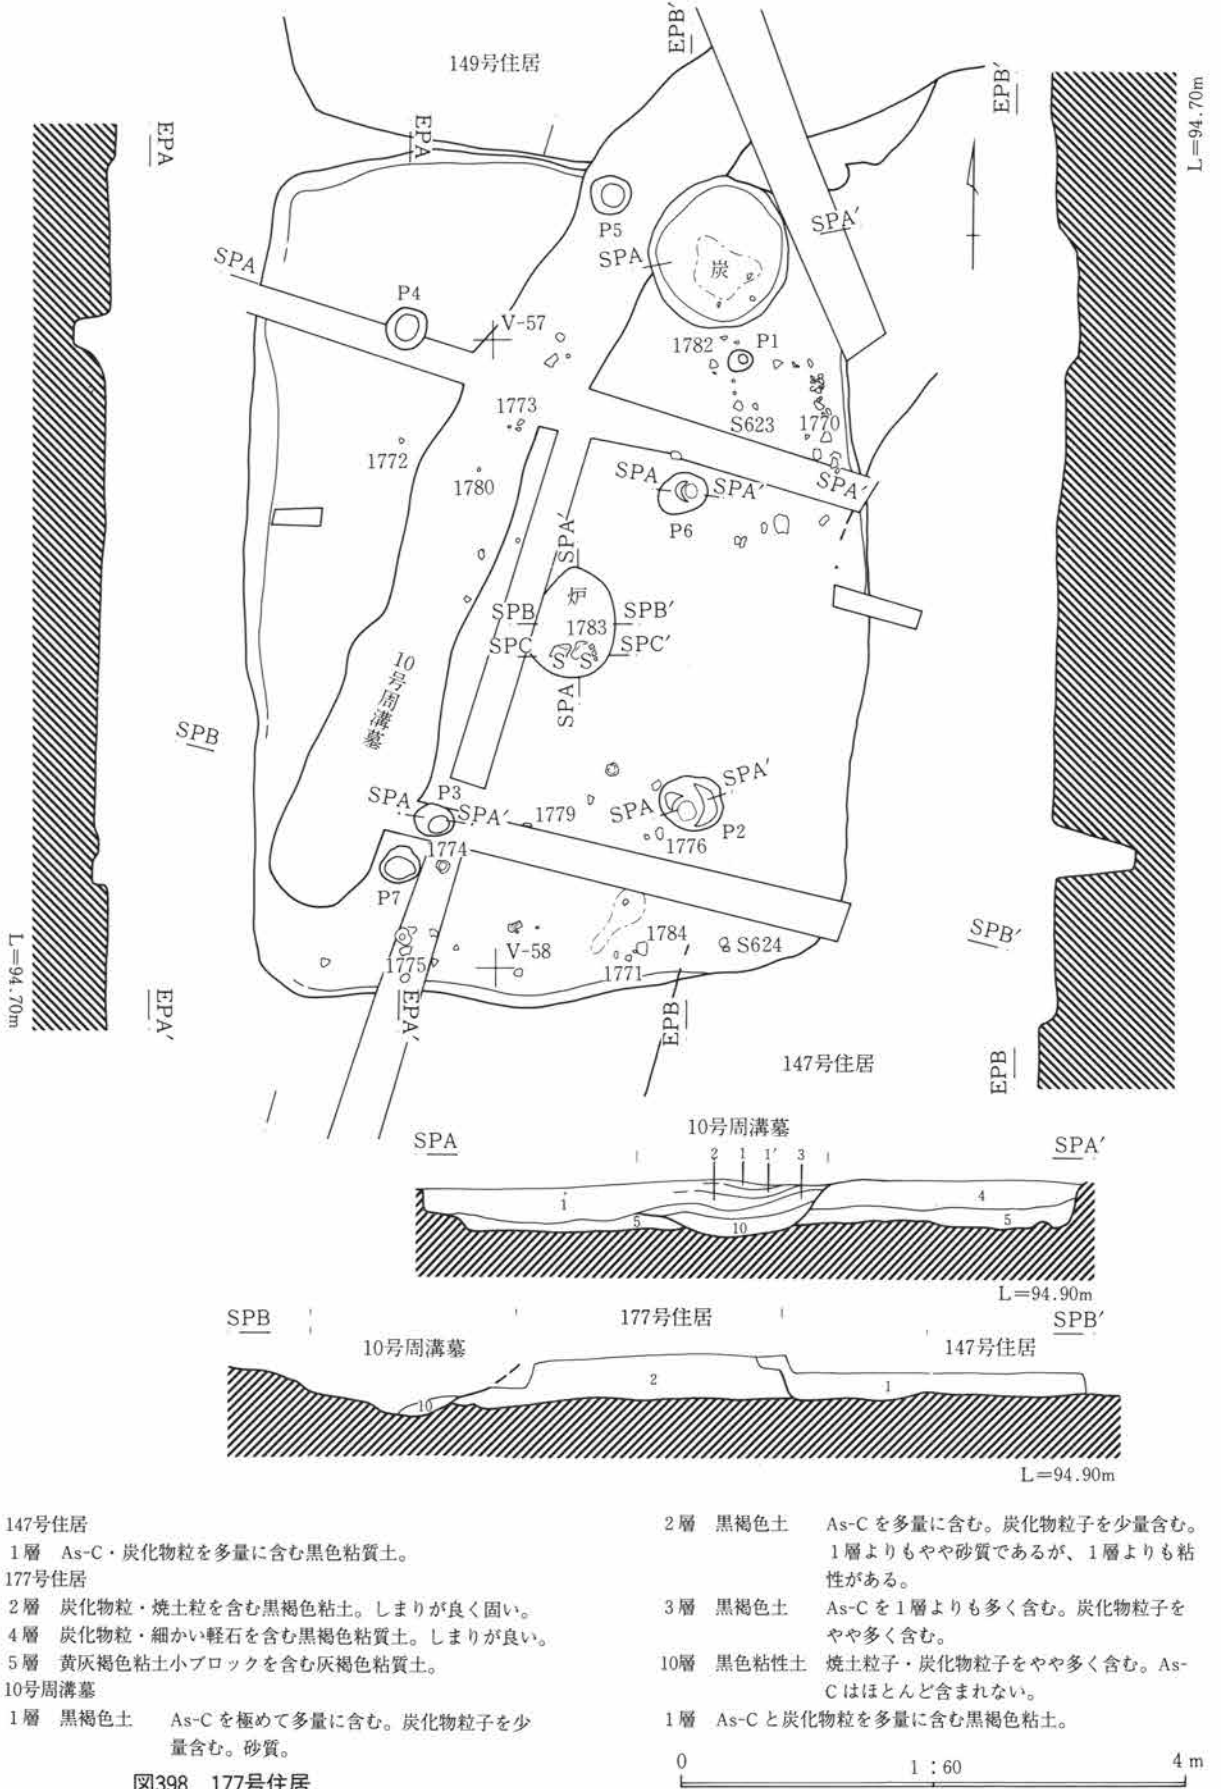 149号住居
EPB′
EPB′
L=94.70m
EPA
EPA
P5
SPA
炭
SPA′
SPA
P4
V-57
1782
P1
1773
S623
1770
1772
1780
SPA
SPA′
SPA′
P6
SPA′
炉
SPB
SPB′
1783
SPC
S
S
SPC′
SPA
10号周溝墓
SPB
SPA
P3
SPA′
1779
SPA
SPA′
P2
1776
1774
P7
SPB′
1784
S624
V-58
1775
1771
L=94.70m
EPA′
EPA′
EPB
EPB
147号住居
10号周溝墓
SPA
SPA′
2 1 1′ 3
1
4
5
10
5
L=94.90m
SPB
177号住居
SPB′
10号周溝墓
147号住居
2
1
10
L=94.90m
147号住居
1層 As-C・炭化物粒を多量に含む黒色粘質土。
177号住居
2層 炭化物粒・焼土粒を含む黒褐色粘土。しまりが良く固い。
4層 炭化物粒・細かい軽石を含む黒褐色粘質土。しまりが良い。
5層 黄灰褐色粘土小ブロックを含む灰褐色粘質土。
10号周溝墓
1層 黒褐色土 As-Cを極めて多量に含む。炭化物粒子を少
量含む。砂質。
2層 黒褐色土 As-Cを多量に含む。炭化物粒子を少量含む。
1層よりもやや砂質であるが、1層よりも粘
性がある。
3層 黒褐色土 As-Cを1層よりも多く含む。炭化物粒子を
やや多く含む。
10層 黒色粘性土 焼土粒子・炭化物粒子をやや多く含む。As-
Cはほとんど含まれない。
1層 As-Cと炭化物粒を多量に含む黒褐色粘土。
0 1:60 4m
図398 177号住居